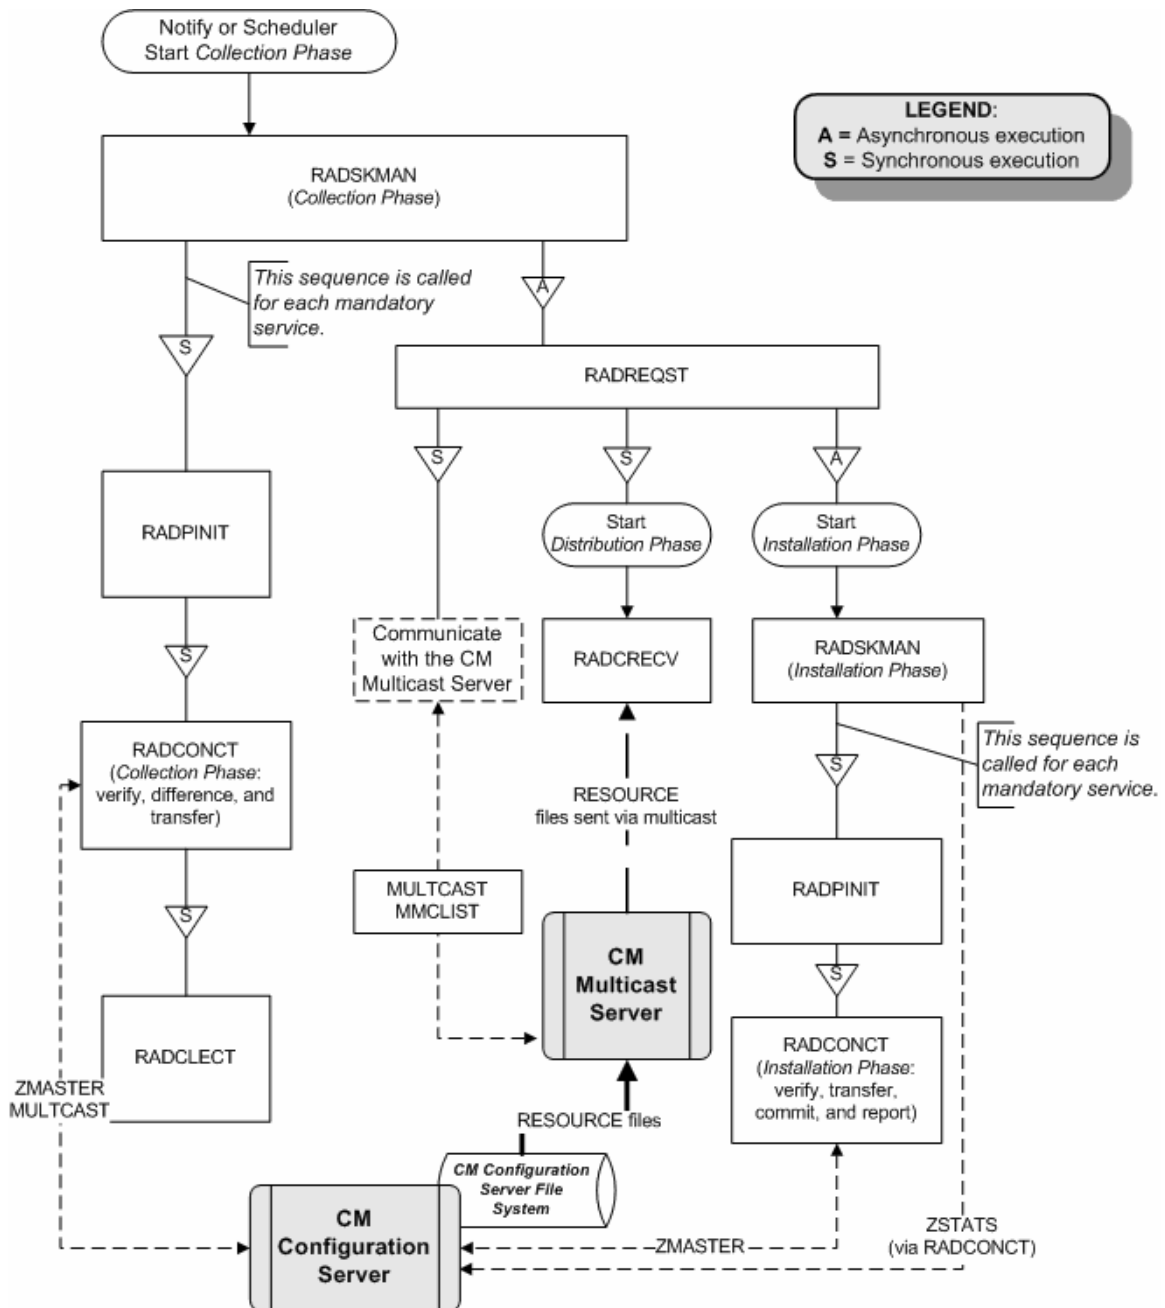 Notify or Scheduler
Start Collection Phase
LEGEND:
A = Asynchronous execution
S = Synchronous execution
RADSKMAN
(Collection Phase)
This sequence is called
for each mandatory
service.
A
S
RADREQST
S
S
A
RADPINIT
Start
Distribution Phase
Start
Installation Phase
S
Communicate
with the CM
Multicast Server
RADCRECV
RADSKMAN
(Installation Phase)
RADCONCT
(Collection Phase:
verify, difference, and
transfer)
This sequence is
called for each
mandatory service.
S
RESOURCE
files sent via multicast
MULTCAST
MMCLIST
RADPINIT
S
CM
Multicast
Server
S
RADCLECT
RADCONCT
(Installation Phase:
verify, transfer,
commit, and report)
ZMASTER
MULTCAST
RESOURCE files
CM Configuration
Server File
System
CM
Configuration
Server
ZMASTER
ZSTATS
(via RADCONCT)